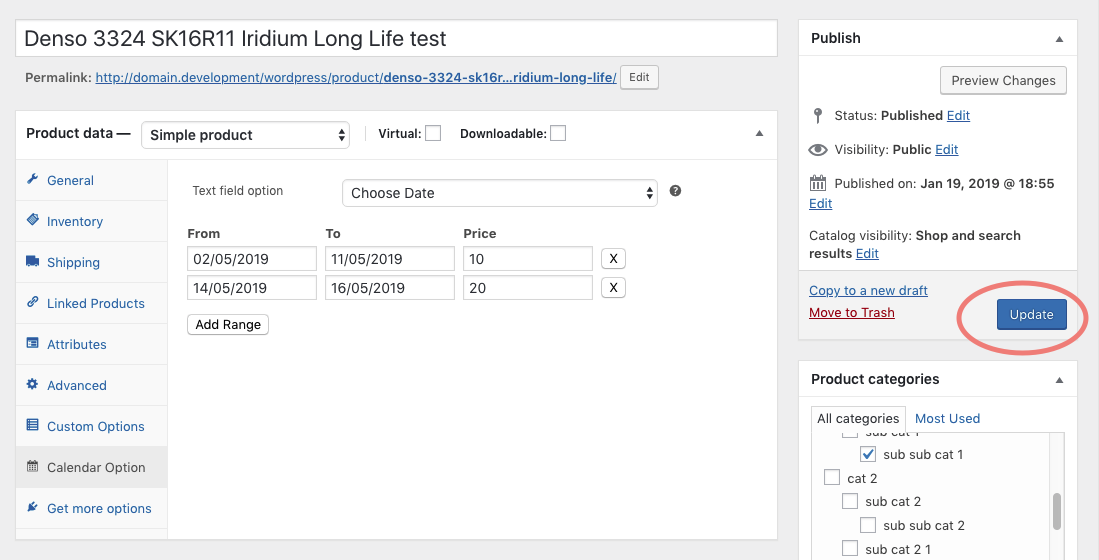 Denso 3324 SK16R11 Iridium Long Life test
Permalink: http://domain.development/wordpress/product/denso-3324-sk16r...ridium-long-life/ Edit
Product data — Simple product Virtual: Downloadable:
General
Inventory
Shipping
Linked Products
Attributes
Advanced
Custom Options
Calendar Option
Get more options
Text field option Choose Date ?
From To Price
02/05/2019 11/05/2019 10 X
14/05/2019 16/05/2019 20 X
Add Range
Publish
Preview Changes
Status: Published Edit
Visibility: Public Edit
Published on: Jan 19, 2019 @ 18:55
Edit
Catalog visibility: Shop and search
results Edit
Copy to a new draft
Move to Trash
Update
Product categories
All categories Most Used
sub cat 1
sub sub cat 1
cat 2
sub cat 2
sub sub cat 2
sub cat 2 1